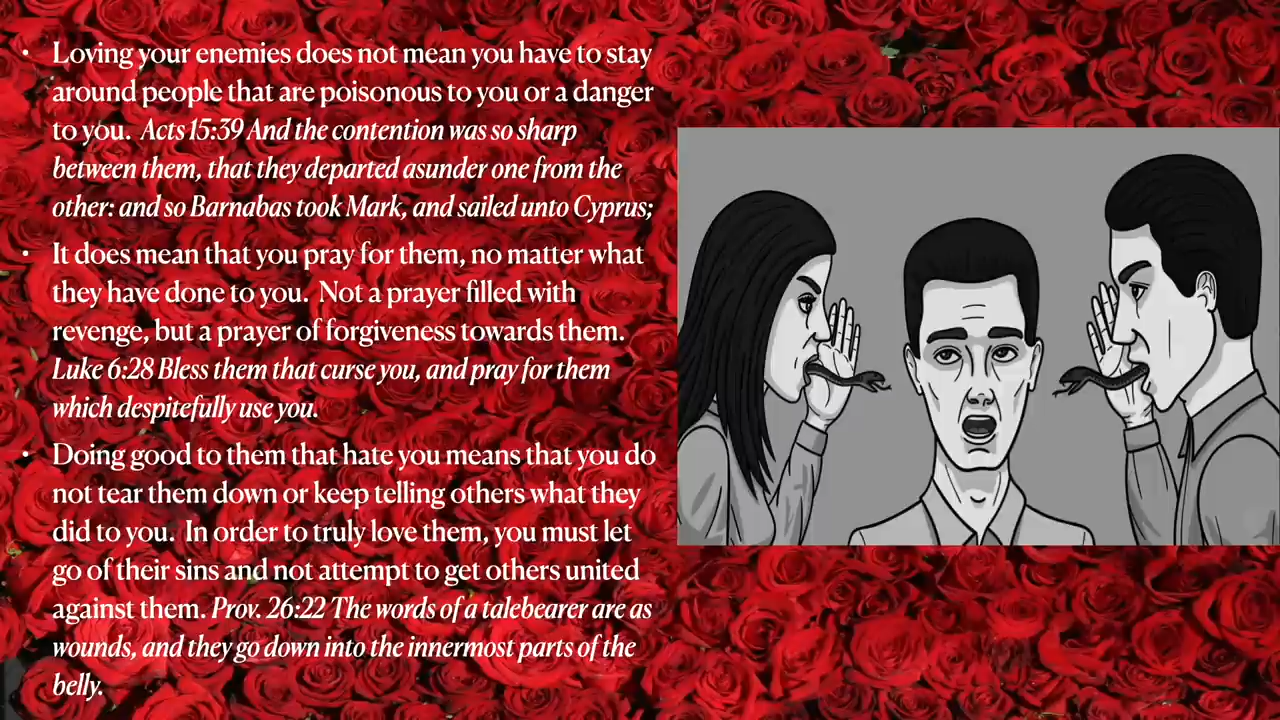 • Loving your enemies does not mean you have to stay
around people that are poisonous to you or a danger
to you. Acts 15:39 And the contention was so sharp
between them, that they departed asunder one from the
other: and so Barnabas took Mark, and sailed unto Cyprus;
• It does mean that you pray for them, no matter what
they have done to you. Not a prayer filled with
revenge, but a prayer of forgiveness towards them.
Luke 6:28 Bless them that curse you, and pray for them
which despitefully use you.
• Doing good to them that hate you means that you do
not tear them down or keep telling others what they
did to you. In order to truly love them, you must let
go of their sins and not attempt to get others united
against them. Prov. 26:22 The words of a talebearer are as
wounds, and they go down into the innermost parts of the
belly.